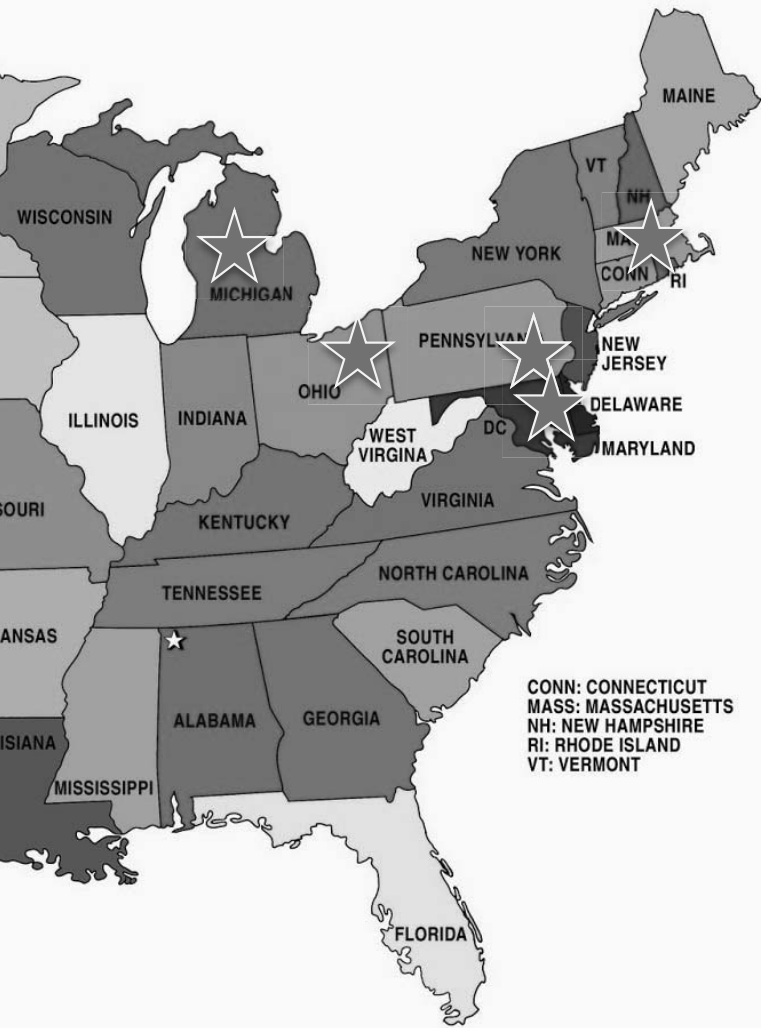 MAINE
VT
NH
WISCONSIN
MA
NEW YORK
CONN
RI
MICHIGAN
PENNSYLVAN
NEW
JERSEY
OHIO
DELAWARE
ILLINOIS
INDIANA
DC
WEST
VIRGINA
MARYLAND
VIRGINIA
SOURI
KENTUCKY
NORTH CAROLINA
TENNESSEE
ANSAS
SOUTH
CAROLINA
CONN: CONNECTICUT
MASS: MASSACHUSETTS
NH: NEW HAMPSHIRE
RI: RHODE ISLAND
VT: VERMONT
ALABAMA
GEORGIA
ISIANA
MISSISSIPPI
FLORIDA